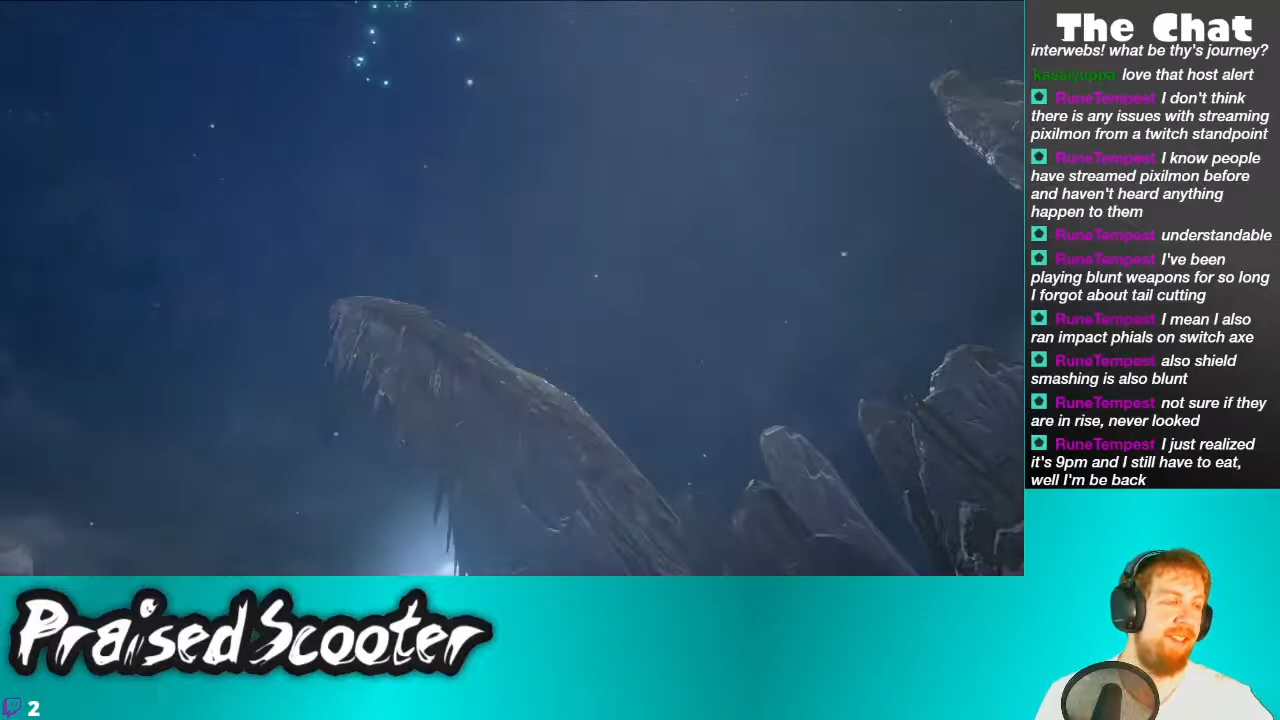 The Chat
interwebs! what be thy's journey?
kassiyuppa love that host alert
RuneTempest I don't think
there is any issues with streaming
pixilmon from a twitch standpoint
RuneTempest I know people
have streamed pixilmon before
and haven't heard anything
happen to them
RuneTempest understandable
RuneTempest I've been
playing blunt weapons for so long
I forgot about tail cutting
RuneTempest I mean I also
ran impact phials on switch axe
RuneTempest also shield
smashing is also blunt
RuneTempest not sure if they
are in rise, never looked
RuneTempest I just realized
it's 9pm and I still have to eat,
well I'm be back
PraisedScooter
2